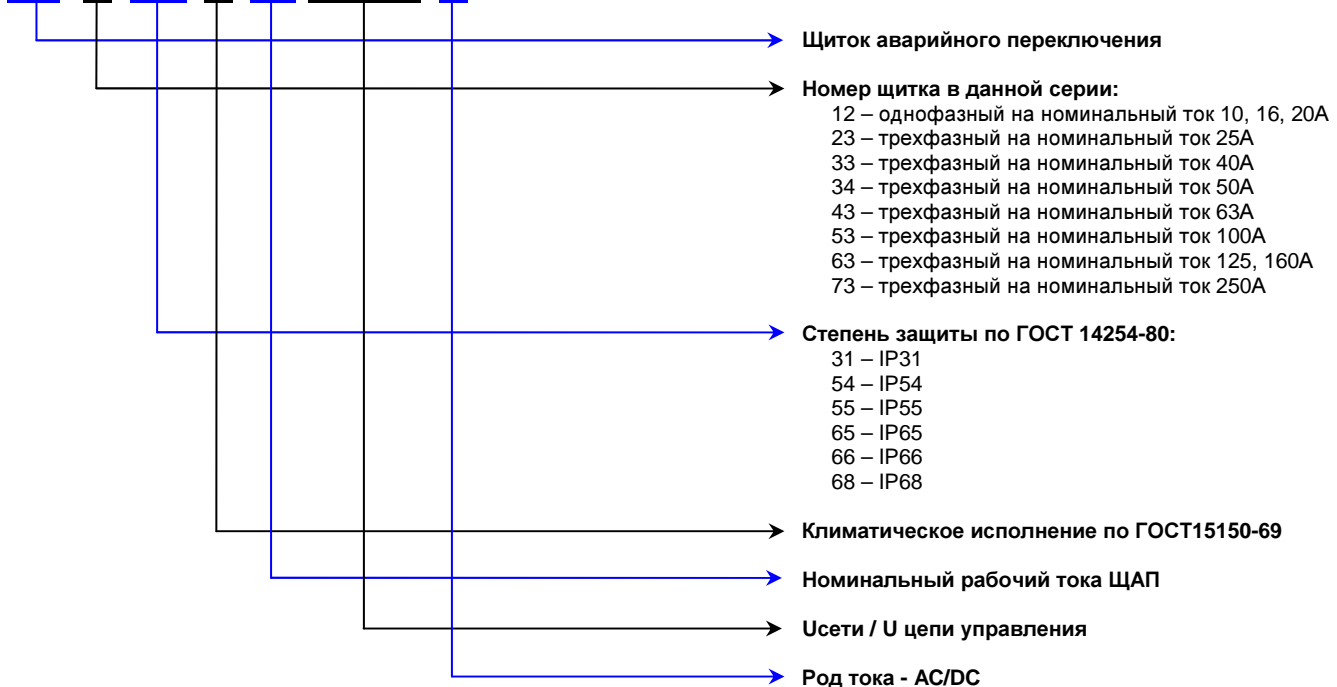 Щиток аварийного переключения
Номер щитка в данной серии:
12 – однофазный на номинальный ток 10, 16, 20А
23 – трехфазный на номинальный ток 25А
33 – трехфазный на номинальный ток 40А
34 – трехфазный на номинальный ток 50А
43 – трехфазный на номинальный ток 63А
53 – трехфазный на номинальный ток 100А
63 – трехфазный на номинальный ток 125, 160А
73 – трехфазный на номинальный ток 250А
Степень защиты по ГОСТ 14254-80:
31 – IP31
54 – IP54
55 – IP55
65 – IP65
66 – IP66
68 – IP68
Климатическое исполнение по ГОСТ15150-69
Номинальный рабочий тока ЩАП
Uсети / U цепи управления
Род тока - AC/DC